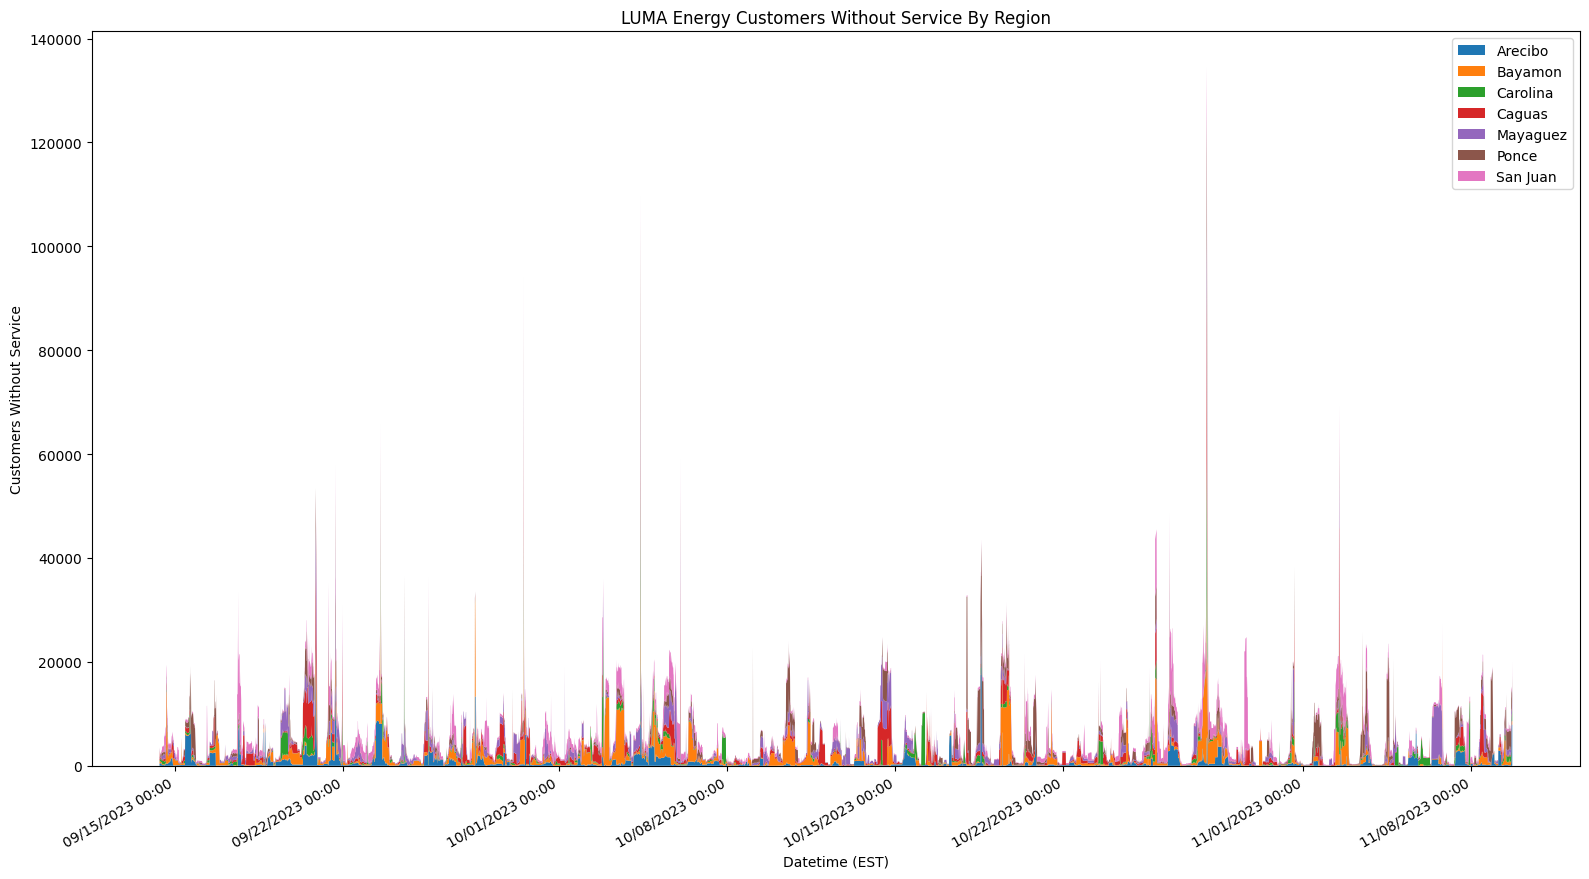 LUMA Energy Customers Without Service By Region
140000
120000
100000
80000
60000
40000
20000
0
Customers Without Service
Arecibo
Bayamon
Carolina
Caguas
Mayaguez
Ponce
San Juan
09/15/2023 00:00
09/22/2023 00:00
10/01/2023 00:00
10/08/2023 00:00
10/15/2023 00:00
10/22/2023 00:00
11/01/2023 00:00
11/08/2023 00:00
Datetime (EST)